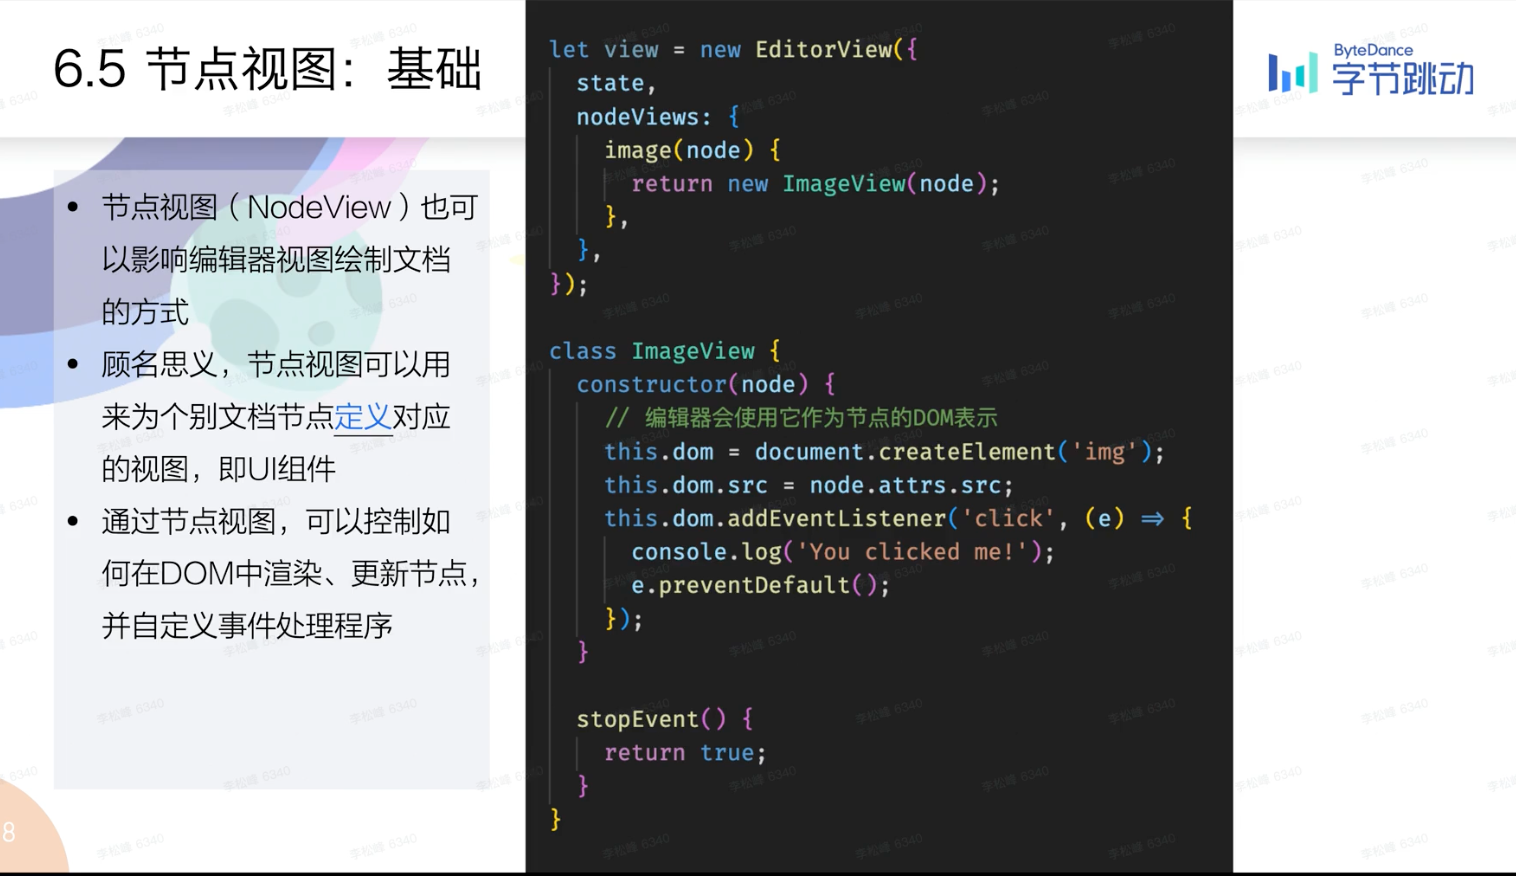 6.5 节点视图：基础
ByteDance
字节跳动
• 节点视图（NodeView）也可
以影响编辑器视图绘制文档
的方式
• 顾名思义，节点视图可以用
来为个别文档节点定义对应
的视图，即UI组件
• 通过节点视图，可以控制如
何在DOM中渲染、更新节点，
并自定义事件处理程序
let view = new EditorView({
  state,
  nodeViews: {
    image(node) {
      return new ImageView(node);
    },
  },
});
class ImageView {
  constructor(node) {
    // 编辑器会使用它作为节点的DOM表示
    this.dom = document.createElement('img');
    this.dom.src = node.attrs.src;
    this.dom.addEventListener('click', (e) => {
      console.log('You clicked me!');
      e.preventDefault();
    });
  }
  stopEvent() {
    return true;
  }
}
8
李松峰 6340